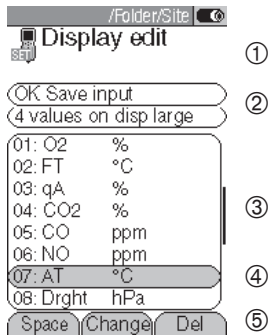 /Folder/Site
SET
Display edit
①
OK Save input
②
4 values on disp large
01: O2 %
02: FT °C
03: qA %
04: CO2 %
③
05: CO ppm
06: NO ppm
07: AT °C
④
08: Drght hPa
Space Change Del
⑤